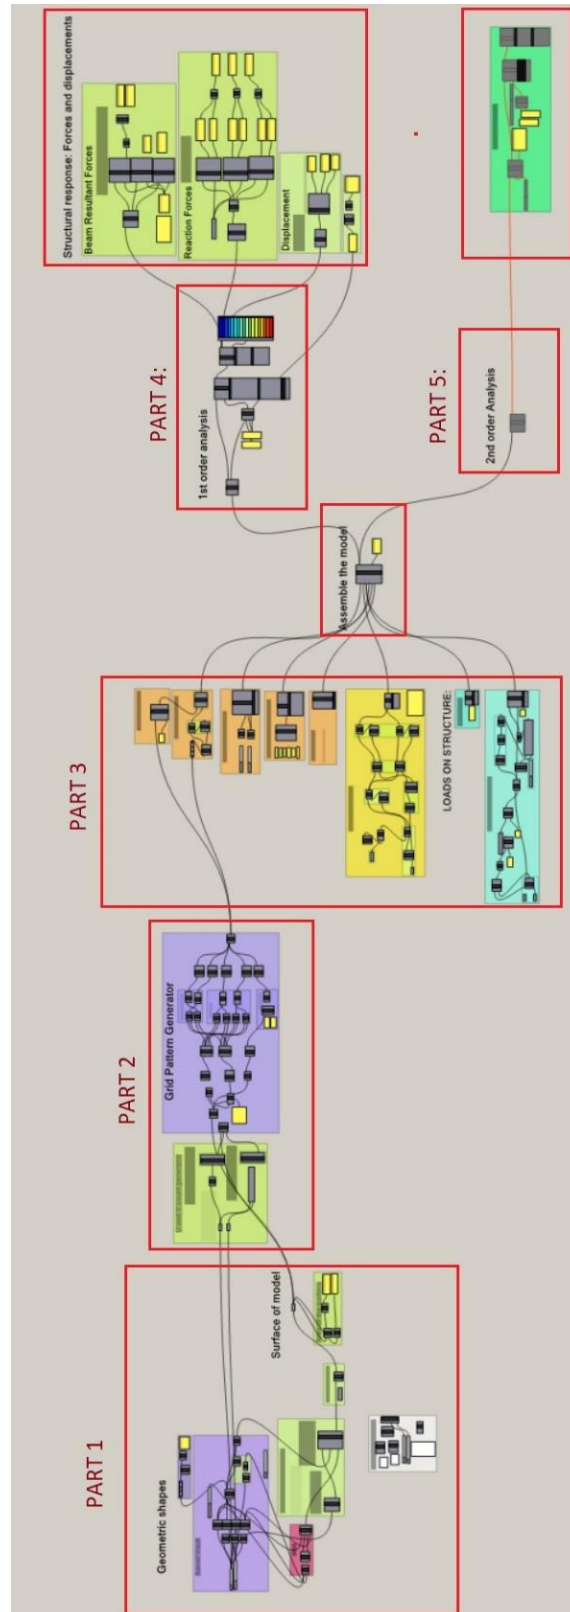 PART 1
Geometric shapes
Surface of model
PART 2
Grid Pattern Generator
PART 3
LOADS ON STRUCTURE:
Assemble the model
PART 4:
1st order analysis
Structural response: Forces and displacements
Beam Resultant Forces
Reaction Forces
Displacement
PART 5:
2nd order Analysis